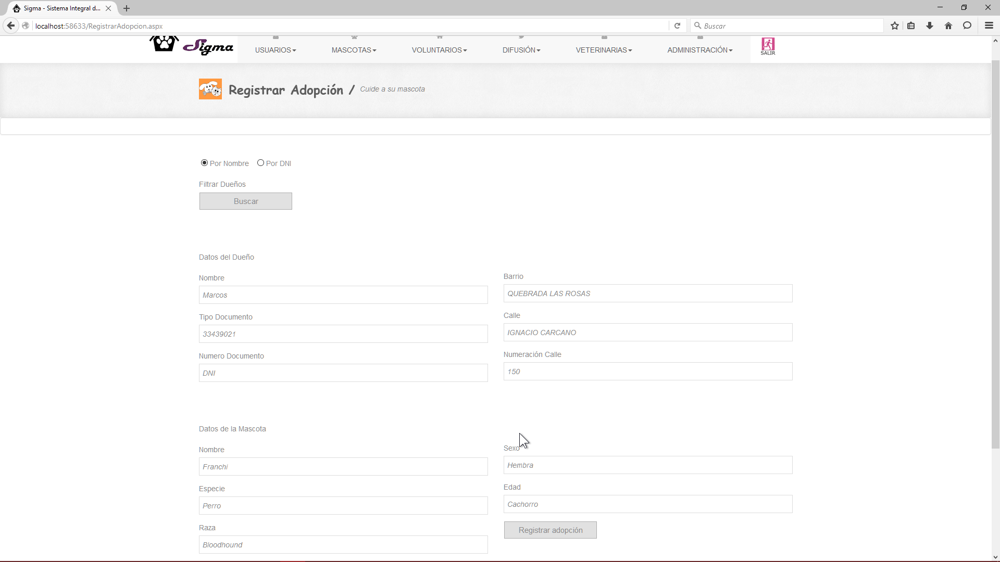 Sigma - Sistema Integral d...
localhost:58633/RegistrarAdopcion.aspx
Buscar
Sigma
USUARIOS
MASCOTAS
VOLUNTARIOS
DIFUSIÓN
VETERINARIAS
ADMINISTRACIÓN
SALIR
Registrar Adopción / Cuide a su mascota
Por Nombre Por DNI
Filtrar Dueños
Buscar
Datos del Dueño
Nombre
Marcos
Tipo Documento
33439021
Numero Documento
DNI
Barrio
QUEBRADA LAS ROSAS
Calle
IGNACIO CARCANO
Numeración Calle
150
Datos de la Mascota
Nombre
Franchi
Especie
Perro
Raza
Bloodhound
Sexo
Hembra
Edad
Cachorro
Registrar adopción